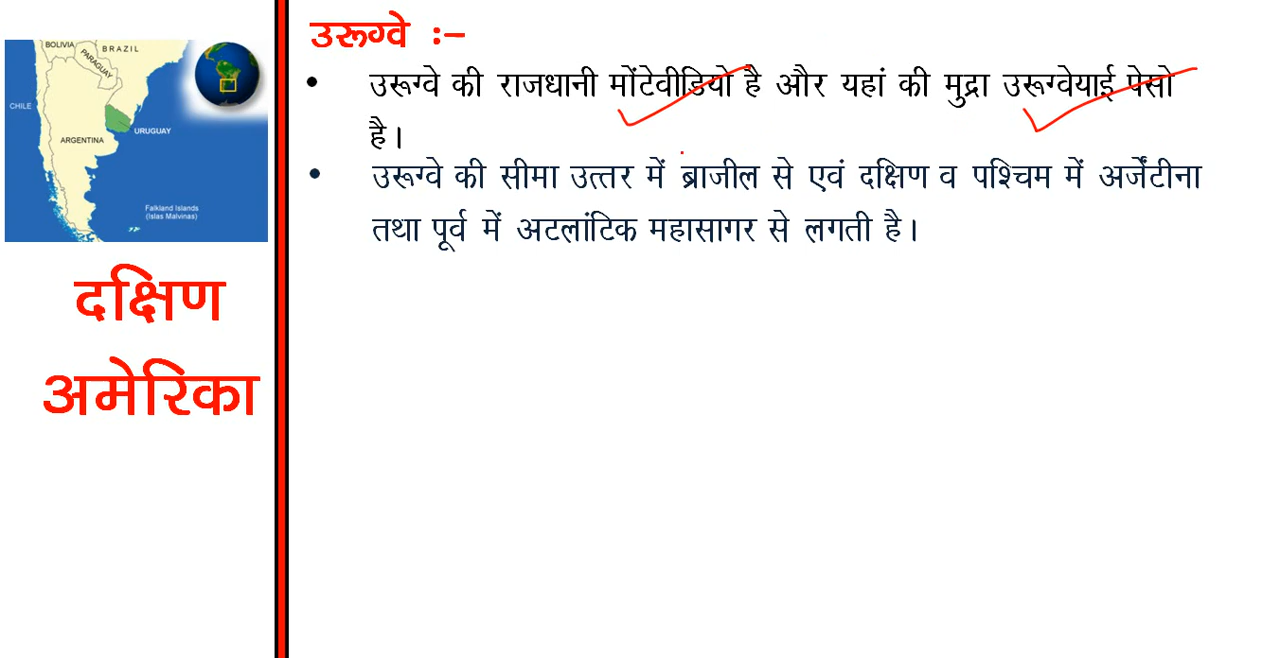 BOLIVIA
BRAZIL
PARAGUAY
CHILE
URUGUAY
ARGENTINA
Falkland Islands
(Islas Malvinas)
दक्षिण
अमेरिका
उरूग्वे :–
• उरूग्वे की राजधानी मोंटेवीडियो है और यहां की मुद्रा उरूग्वेयाई पेसो
है।
• उरूग्वे की सीमा उत्तर में ब्राजील से एवं दक्षिण व पश्चिम में अर्जेंटीना
तथा पूर्व में अटलांटिक महासागर से लगती है।